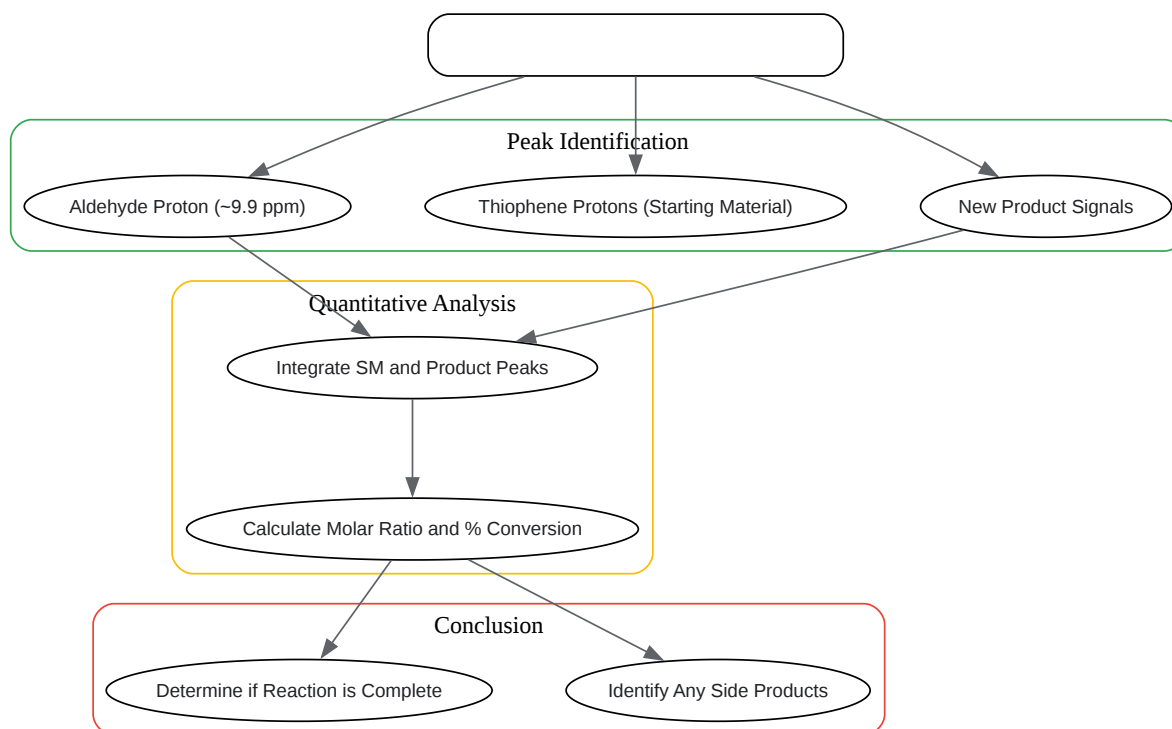 Peak Identification
Aldehyde Proton (~9.9 ppm)
Thiophene Protons (Starting Material)
New Product Signals
Quantitative Analysis
Integrate SM and Product Peaks
Calculate Molar Ratio and % Conversion
Conclusion
Determine if Reaction is Complete
Identify Any Side Products